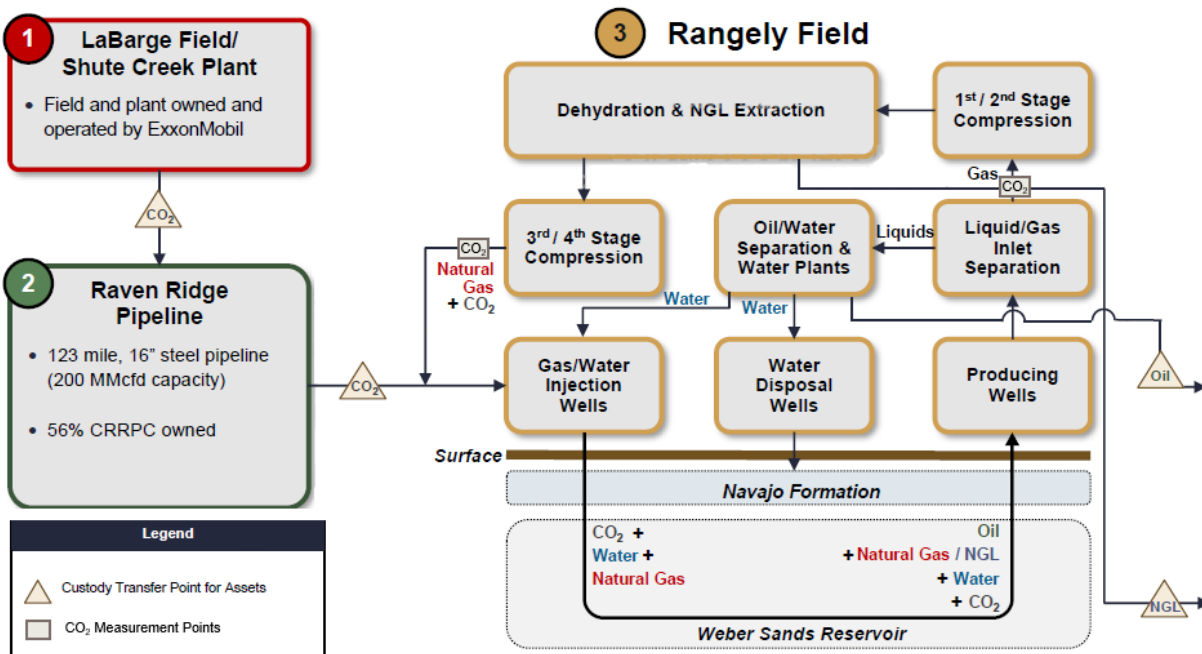 1
LaBarge Field/
Shute Creek Plant
• Field and plant owned and
operated by ExxonMobil
CO₂
2
Raven Ridge
Pipeline
• 123 mile, 16” steel pipeline
(200 MMcfd capacity)
• 56% CRRPC owned
CO₂
Legend
Custody Transfer Point for Assets
CO₂ Measurement Points
3
Rangely Field
Dehydration & NGL Extraction
1st / 2nd Stage
Compression
Gas
CO₂
3rd / 4th Stage
Compression
CO₂
Natural
Gas
+ CO₂
Oil/Water
Separation &
Water Plants
Liquids
Liquid/Gas
Inlet
Separation
Water
Water
Gas/Water
Injection
Wells
Water
Disposal
Wells
Producing
Wells
Oil
Surface
Navajo Formation
CO₂ +
Water +
Natural Gas
Oil
+ Natural Gas / NGL
+ Water
+ CO₂
Weber Sands Reservoir
NGL